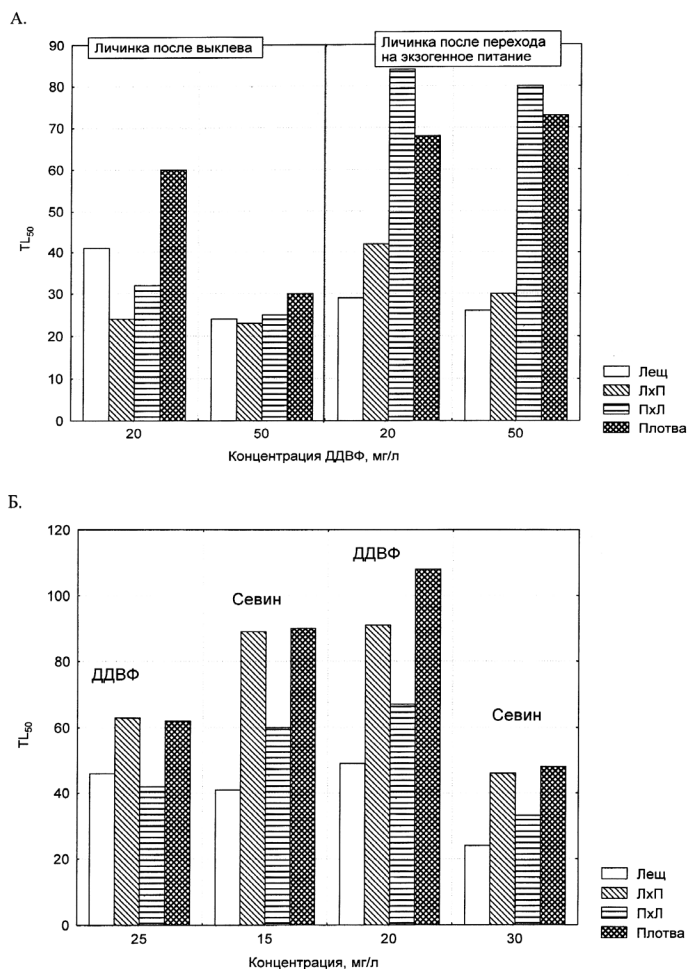 А.
Личинка после выклева
Личинка после перехода
на экзогенное питание
90
80
70
60
50
40
30
20
10
0
TL50
20
50
20
50
Концентрация ДДВФ, мг/л
Лещ
ЛхП
ПхЛ
Плотва
Б.
120
100
80
60
40
20
0
TL50
ДДВФ
Севин
ДДВФ
Севин
25
15
20
30
Концентрация, мг/л
Лещ
ЛхП
ПхЛ
Плотва